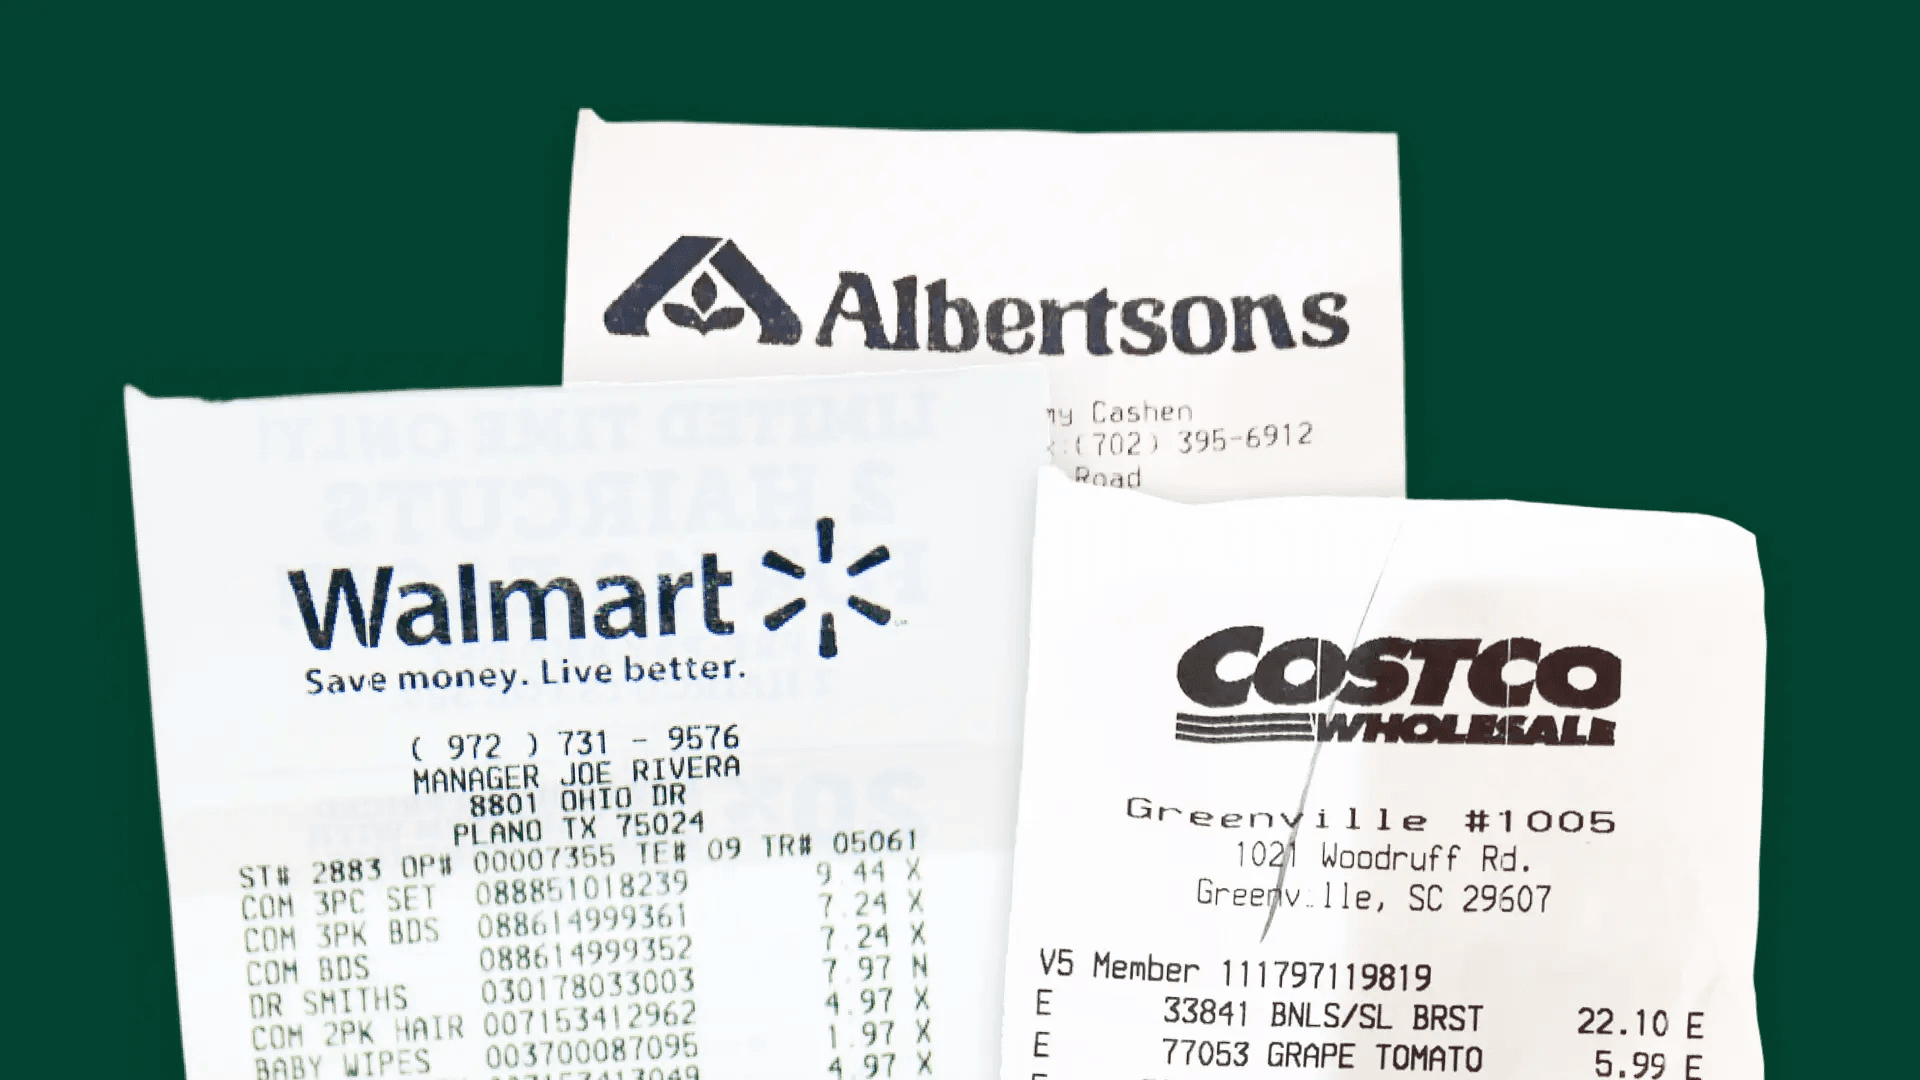 Albertsons
my Cashen
(702) 395-6912
Road
Walmart
Save money. Live better.
( 972 ) 731 - 9576
MANAGER JOE RIVERA
8801 OHIO DR
PLANO TX 75024
ST# 2883 OP# 00007355 TE# 09 TR# 05061
COM 3PC SET 088851018239 9.44 X
COM 3PK BDS 088614999361 7.24 X
COM BDS 088614999352 7.24 X
DR SMITHS 030178033003 7.97 N
COM 2PK HAIR 007153412962 4.97 X
BABY WIPES 003700087095 1.97 X
4.97 X
COSTCO
WHOLESALE
Greenville #1005
1021 Woodruff Rd.
Greenville, SC 29607
V5 Member 111797119819
E 33841 BNLS/SL BRST 22.10 E
E 77053 GRAPE TOMATO 5.99 E